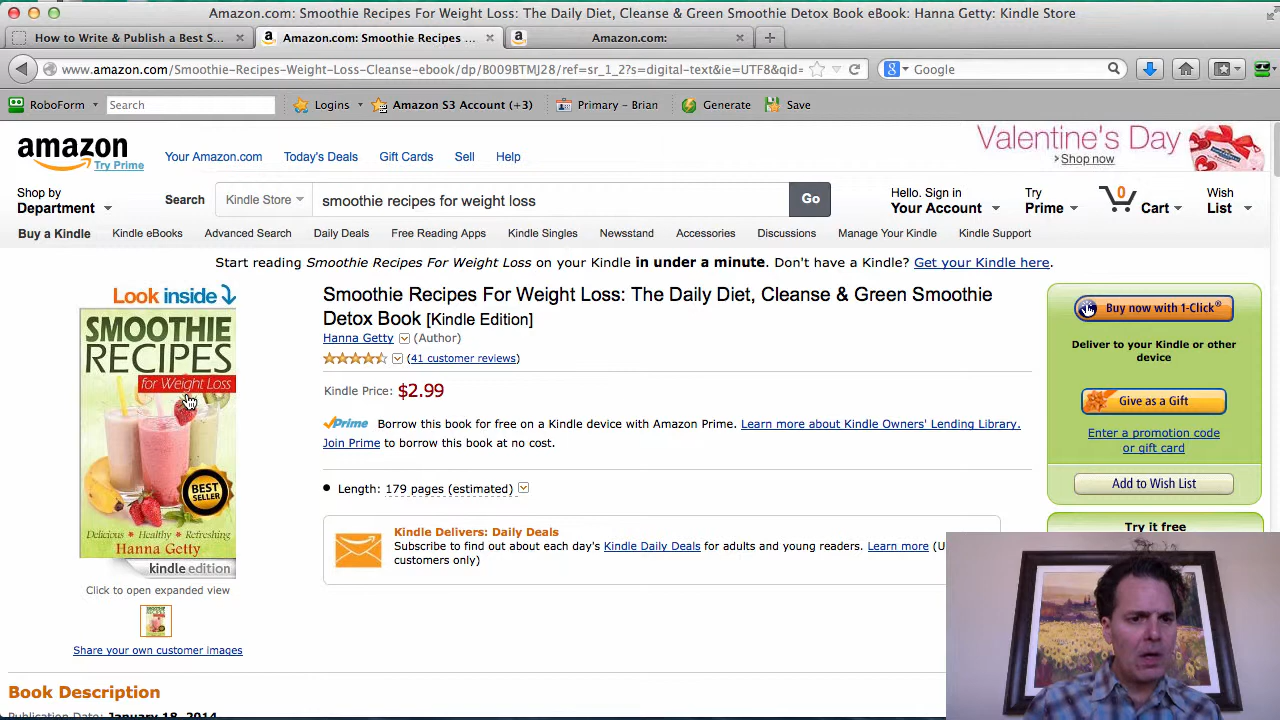 Amazon.com: Smoothie Recipes For Weight Loss: The Daily Diet, Cleanse & Green Smoothie Detox Book eBook: Hanna Getty: Kindle Store
How to Write & Publish a Best S...
Amazon.com: Smoothie Recipes ...
Amazon.com:
www.amazon.com/Smoothie-Recipes-Weight-Loss-Cleanse-ebook/dp/B009BTMJ28/ref=sr_1_2?s=digital-text&ie=UTF8&qid=
Google
RoboForm
Search
Logins
Amazon S3 Account (+3)
Primary - Brian
Generate
Save
amazon
Try Prime
Your Amazon.com
Today's Deals
Gift Cards
Sell
Help
Valentine's Day
Shop now
Shop by
Department
Search
Kindle Store
smoothie recipes for weight loss
Go
Hello. Sign in
Your Account
Try
Prime
0
Cart
Wish
List
Buy a Kindle
Kindle eBooks
Advanced Search
Daily Deals
Free Reading Apps
Kindle Singles
Newsstand
Accessories
Discussions
Manage Your Kindle
Kindle Support
Start reading Smoothie Recipes For Weight Loss on your Kindle in under a minute. Don't have a Kindle? Get your Kindle here.
Look inside
SMOOTHIE
RECIPES
for Weight Loss
BEST
SELLER
Delicious * Healthy * Refreshing
Hanna Getty
kindle edition
Click to open expanded view
Share your own customer images
Smoothie Recipes For Weight Loss: The Daily Diet, Cleanse & Green Smoothie
Detox Book [Kindle Edition]
Hanna Getty (Author)
(41 customer reviews)
Kindle Price: $2.99
Prime Borrow this book for free on a Kindle device with Amazon Prime. Learn more about Kindle Owners' Lending Library.
Join Prime to borrow this book at no cost.
Length: 179 pages (estimated)
Kindle Delivers: Daily Deals
Subscribe to find out about each day's Kindle Daily Deals for adults and young readers. Learn more (U
customers only)
Buy now with 1-Click®
Deliver to your Kindle or other
device
Give as a Gift
Enter a promotion code
or gift card
Add to Wish List
Try it free
Book Description
Publication Date: January 18, 2014